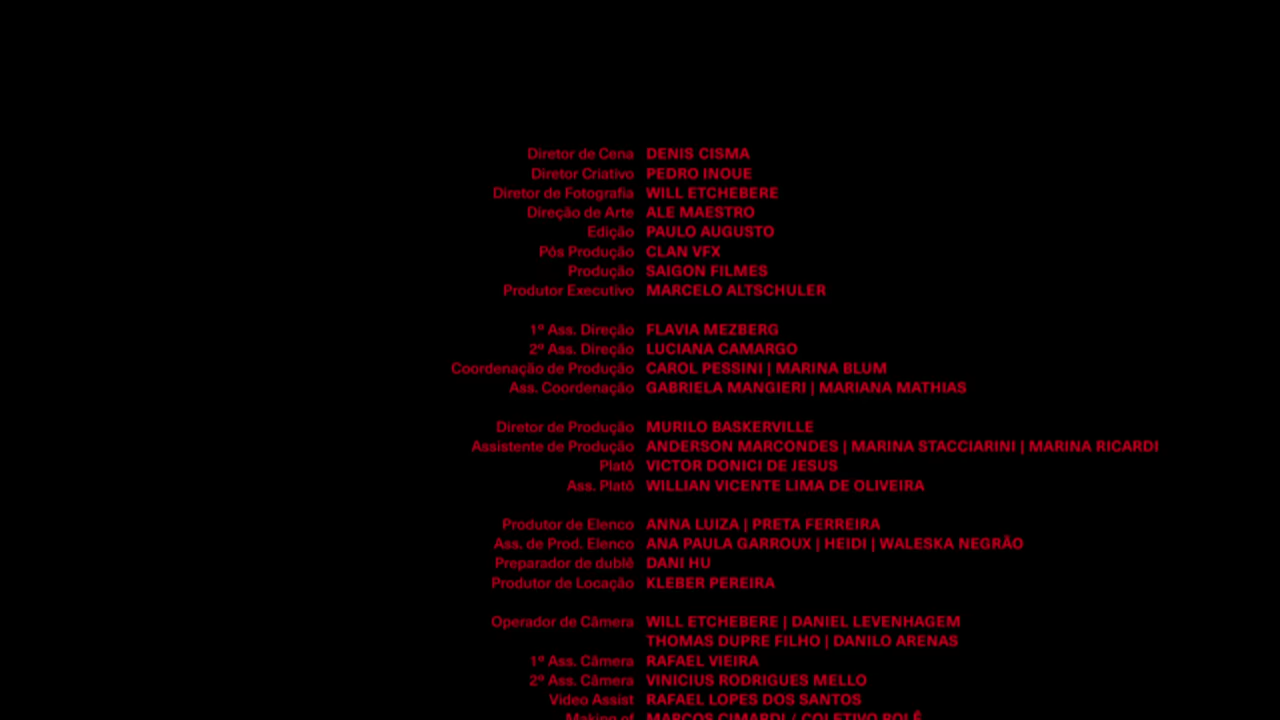 Diretor de Cena DENIS CISMA
Diretor Criativo PEDRO INOUE
Diretor de Fotografia WILL ETCHEBERE
Direção de Arte ALE MAESTRO
Edição PAULO AUGUSTO
Pós Produção CLAN VFX
Produção SAIGON FILMES
Produtor Executivo MARCELO ALTSCHULER
1º Ass. Direção FLAVIA MEZBERG
2º Ass. Direção LUCIANA CAMARGO
Coordenação de Produção CAROL PESSINI | MARINA BLUM
Ass. Coordenação GABRIELA MANGIERI | MARIANA MATHIAS
Diretor de Produção MURILO BASKERVILLE
Assistente de Produção ANDERSON MARCONDES | MARINA STACCIARINI | MARINA RICARDI
Platô VICTOR DONICI DE JESUS
Ass. Platô WILLIAN VICENTE LIMA DE OLIVEIRA
Produtor de Elenco ANNA LUIZA | PRETA FERREIRA
Ass. de Prod. Elenco ANA PAULA GARROUX | HEIDI | WALESKA NEGRÃO
Preparador de dublê DANI HU
Produtor de Locação KLEBER PEREIRA
Operador de Câmera WILL ETCHEBERE | DANIEL LEVENHAGEM
THOMAS DUPRE FILHO | DANILO ARENAS
1º Ass. Câmera RAFAEL VIEIRA
2º Ass. Câmera VINICIUS RODRIGUES MELLO
Video Assist RAFAEL LOPES DOS SANTOS
Making of MARCOS CIMARDI / COLETIVO ROLÊ